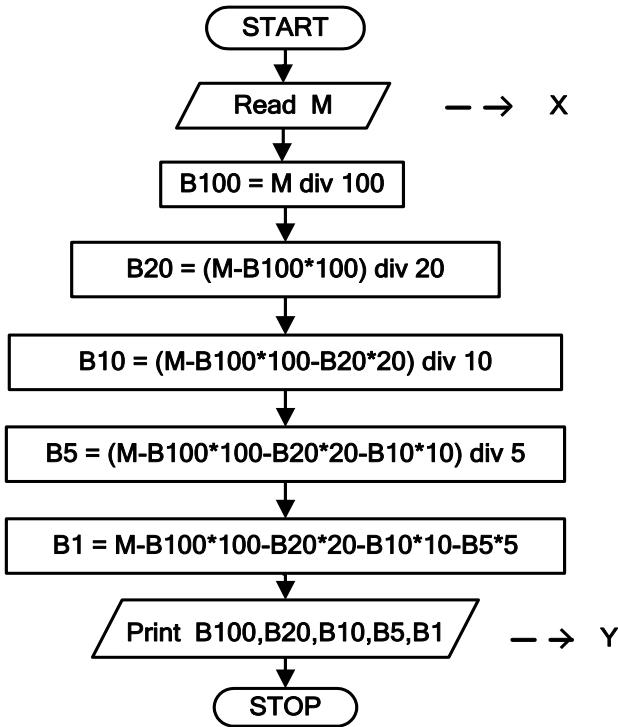 START
Read M
X
B100 = M div 100
B20 = (M-B100*100) div 20
B10 = (M-B100*100-B20*20) div 10
B5 = (M-B100*100-B20*20-B10*10) div 5
B1 = M-B100*100-B20*20-B10*10-B5*5
Print B100,B20,B10,B5,B1
Y
STOP